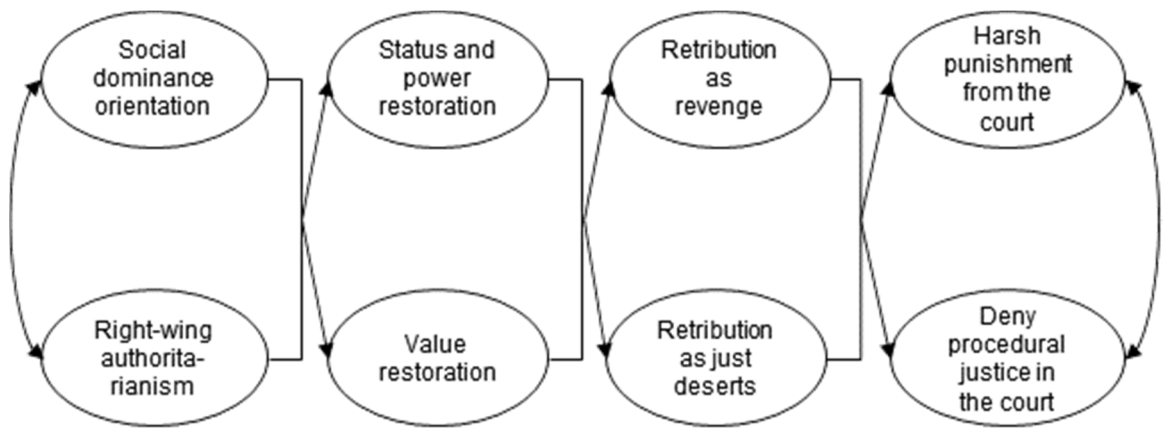 Social
dominance
orientation
Status and
power
restoration
Retribution
as
revenge
Harsh
punishment
from the
court
Right-wing
authorita-
rianism
Value
restoration
Retribution
as just
deserts
Deny
procedural
justice in
the court